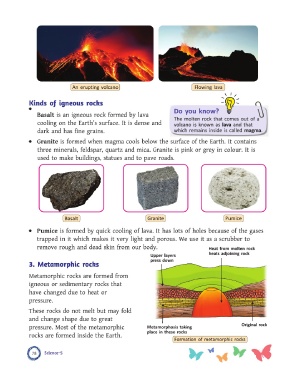 An erupting volcano
Flowing lava
Kinds of igneous rocks
Basalt is an igneous rock formed by lava
cooling on the Earth's surface. It is dense and
dark and has fine grains.
Do you know?
The molten rock that comes out of a
volcano is known as lava and that
which remains inside is called magma.
• Granite is formed when magma cools below the surface of the Earth. It contains
three minerals, feldspar, quartz and mica. Granite is pink or grey in colour. It is
used to make buildings, statues and to pave roads.
Basalt
Granite
Pumice
• Pumice is formed by quick cooling of lava. It has lots of holes because of the gases
trapped in it which makes it very light and porous. We use it as a scrubber to
remove rough and dead skin from our body.
3. Metamorphic rocks
Metamorphic rocks are formed from
igneous or sedimentary rocks that
have changed due to heat or
pressure.
These rocks do not melt but may fold
and change shape due to great
pressure. Most of the metamorphic
rocks are formed inside the Earth.
Upper layers
press down
Heat from molten rock
heats adjoining rock
Metamorphosis taking
place in these rocks
Original rock
Formation of metamorphic rocks
78
Science-5